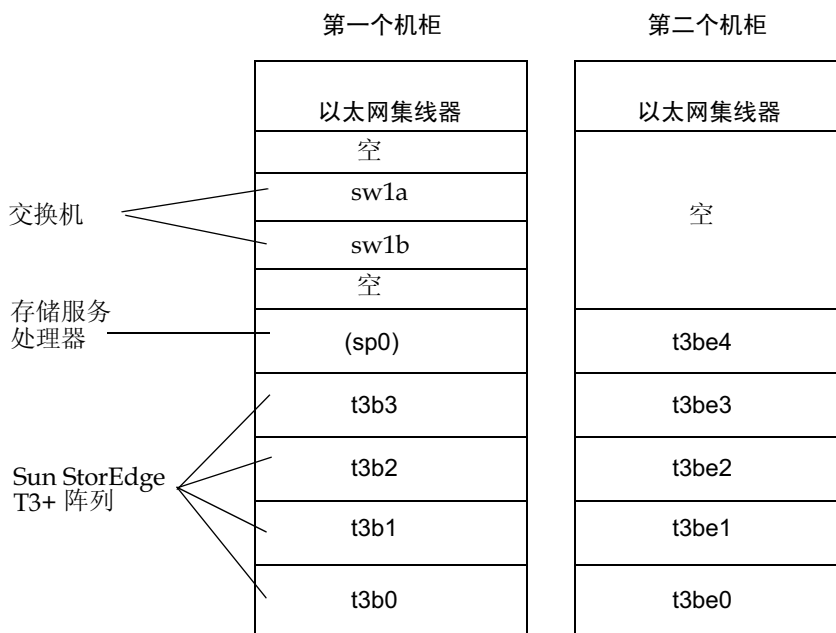 第一个机柜
第二个机柜
以太网集线器
以太网集线器
空
sw1a
交换机
空
sw1b
空
存储服务
处理器
(sp0)
t3be4
t3b3
t3be3
Sun StorEdge
T3+ 阵列
t3b2
t3be2
t3b1
t3be1
t3b0
t3be0